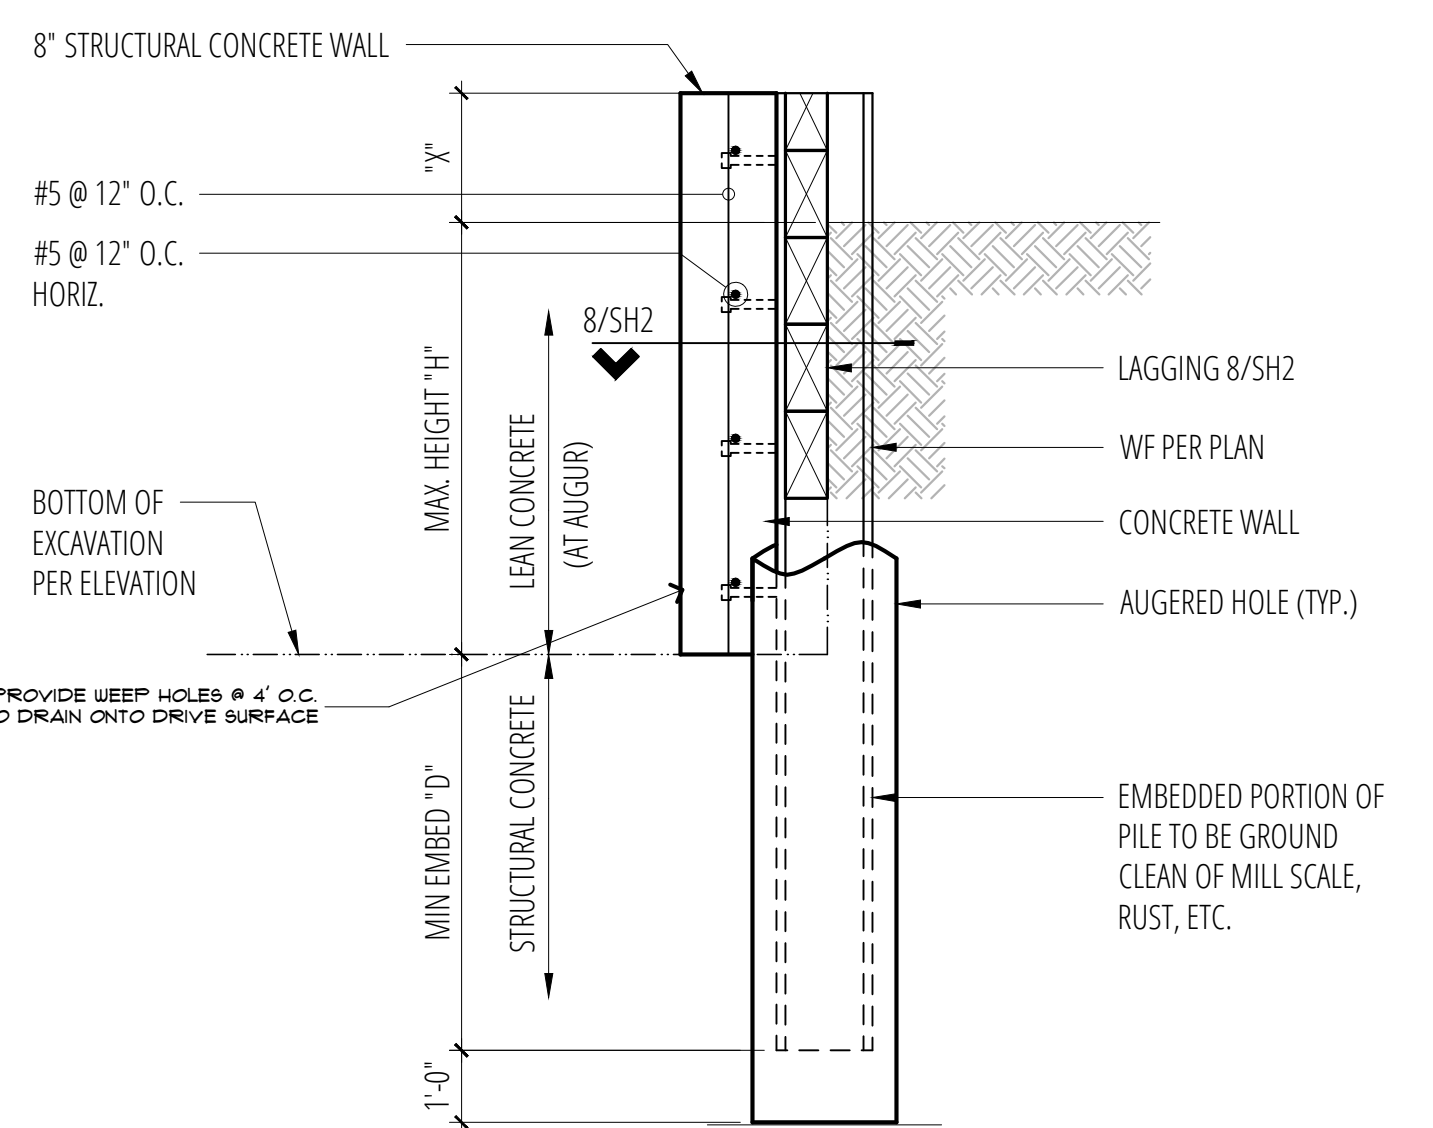 8" STRUCTURAL CONCRETE WALL
"X"
#5 @ 12" O.C.
#5 @ 12" O.C.
HORIZ.
8/SH2
MAX. HEIGHT "H"
LEAN CONCRETE
(AT AUGUR)
LAGGING 8/SH2
WF PER PLAN
BOTTOM OF
EXCAVATION
PER ELEVATION
CONCRETE WALL
AUGERED HOLE (TYP.)
PROVIDE WEEP HOLES @ 4' O.C.
DRAIN ONTO DRIVE SURFACE
MIN EMBED "D"
STRUCTURAL CONCRETE
EMBEDDED PORTION OF
PILE TO BE GROUND
CLEAN OF MILL SCALE,
RUST, ETC.
1'-0"